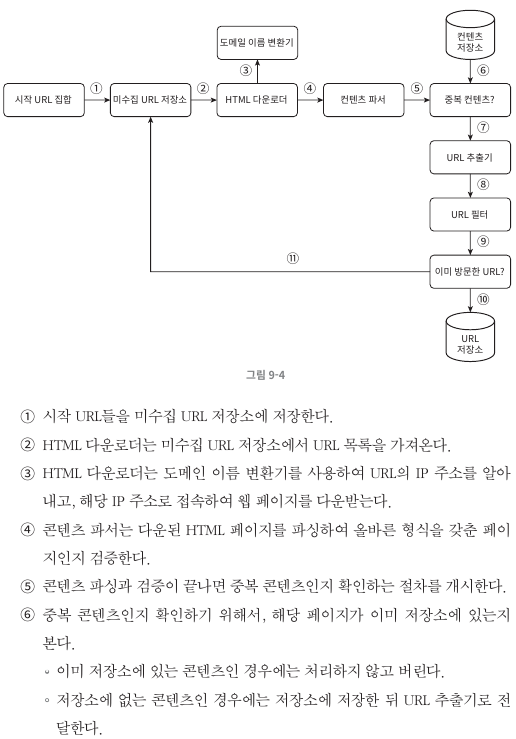 컨텐츠
저장소
도메일 이름 변환기
③
⑥
시작 URL 집합
①
미수집 URL 저장소
②
HTML 다운로더
④
컨텐츠 파서
⑤
중복 컨텐츠?
⑦
URL 추출기
⑧
URL 필터
⑨
⑪
이미 방문한 URL?
⑩
URL
저장소
그림 9-4
① 시작 URL들을 미수집 URL 저장소에 저장한다.
② HTML 다운로더는 미수집 URL 저장소에서 URL 목록을 가져온다.
③ HTML 다운로더는 도메인 이름 변환기를 사용하여 URL의 IP 주소를 알아
내고, 해당 IP 주소로 접속하여 웹 페이지를 다운받는다.
④ 콘텐츠 파서는 다운된 HTML 페이지를 파싱하여 올바른 형식을 갖춘 페이
지인지 검증한다.
⑤ 콘텐츠 파싱과 검증이 끝나면 중복 콘텐츠인지 확인하는 절차를 개시한다.
⑥ 중복 콘텐츠인지 확인하기 위해서, 해당 페이지가 이미 저장소에 있는지
본다.
◦ 이미 저장소에 있는 콘텐츠인 경우에는 처리하지 않고 버린다.
◦ 저장소에 없는 콘텐츠인 경우에는 저장소에 저장한 뒤 URL 추출기로 전
달한다.